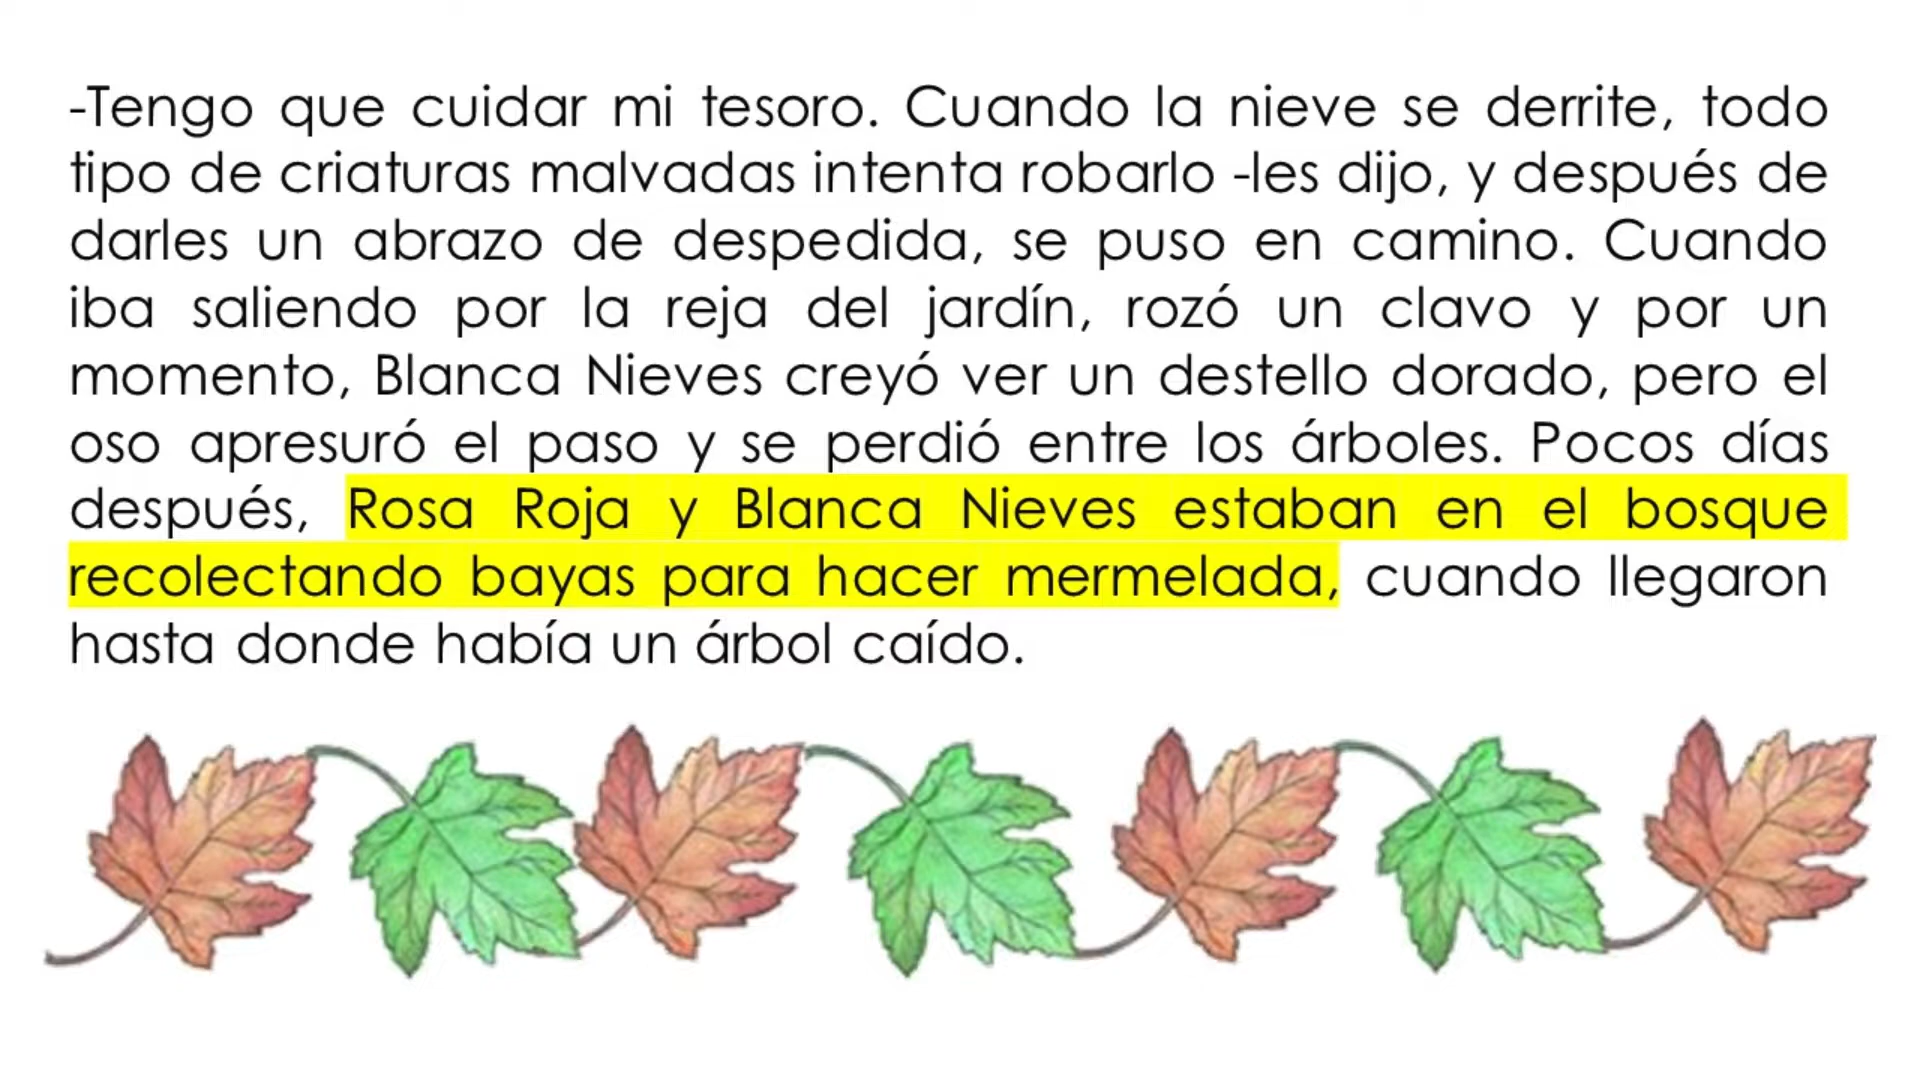 -Tengo que cuidar mi tesoro. Cuando la nieve se derrite, todo
tipo de criaturas malvadas intenta robarlo -les dijo, y después de
darles un abrazo de despedida, se puso en camino. Cuando
iba saliendo por la reja del jardín, rozó un clavo y por un
momento, Blanca Nieves creyó ver un destello dorado, pero el
oso apresuró el paso y se perdió entre los árboles. Pocos días
después, Rosa Roja y Blanca Nieves estaban en el bosque
recolectando bayas para hacer mermelada, cuando llegaron
hasta donde había un árbol caído.